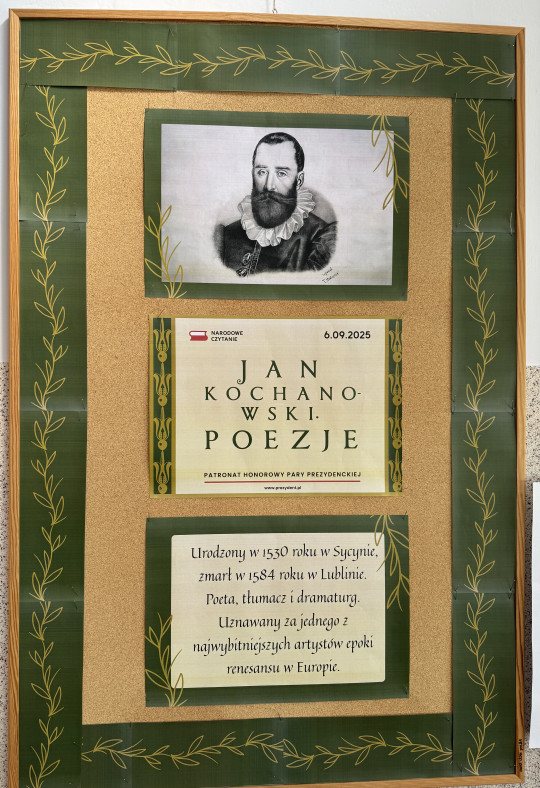 NARODOWE
CZYTANIE
6.09.2025
JAN
KOCHANO-
WSKI.
POEZJE
PATRONAT HONOROWY PARY PREZYDENCKIEJ
www.prezydent.pl
Urodzony w 1530 roku w Sycynie,
zmarł w 1584 roku w Lublinie.
Poeta, tłumacz i dramaturg.
Uznawany za jednego z
najwybitniejszych artystów epoki
renesansu w Europie.